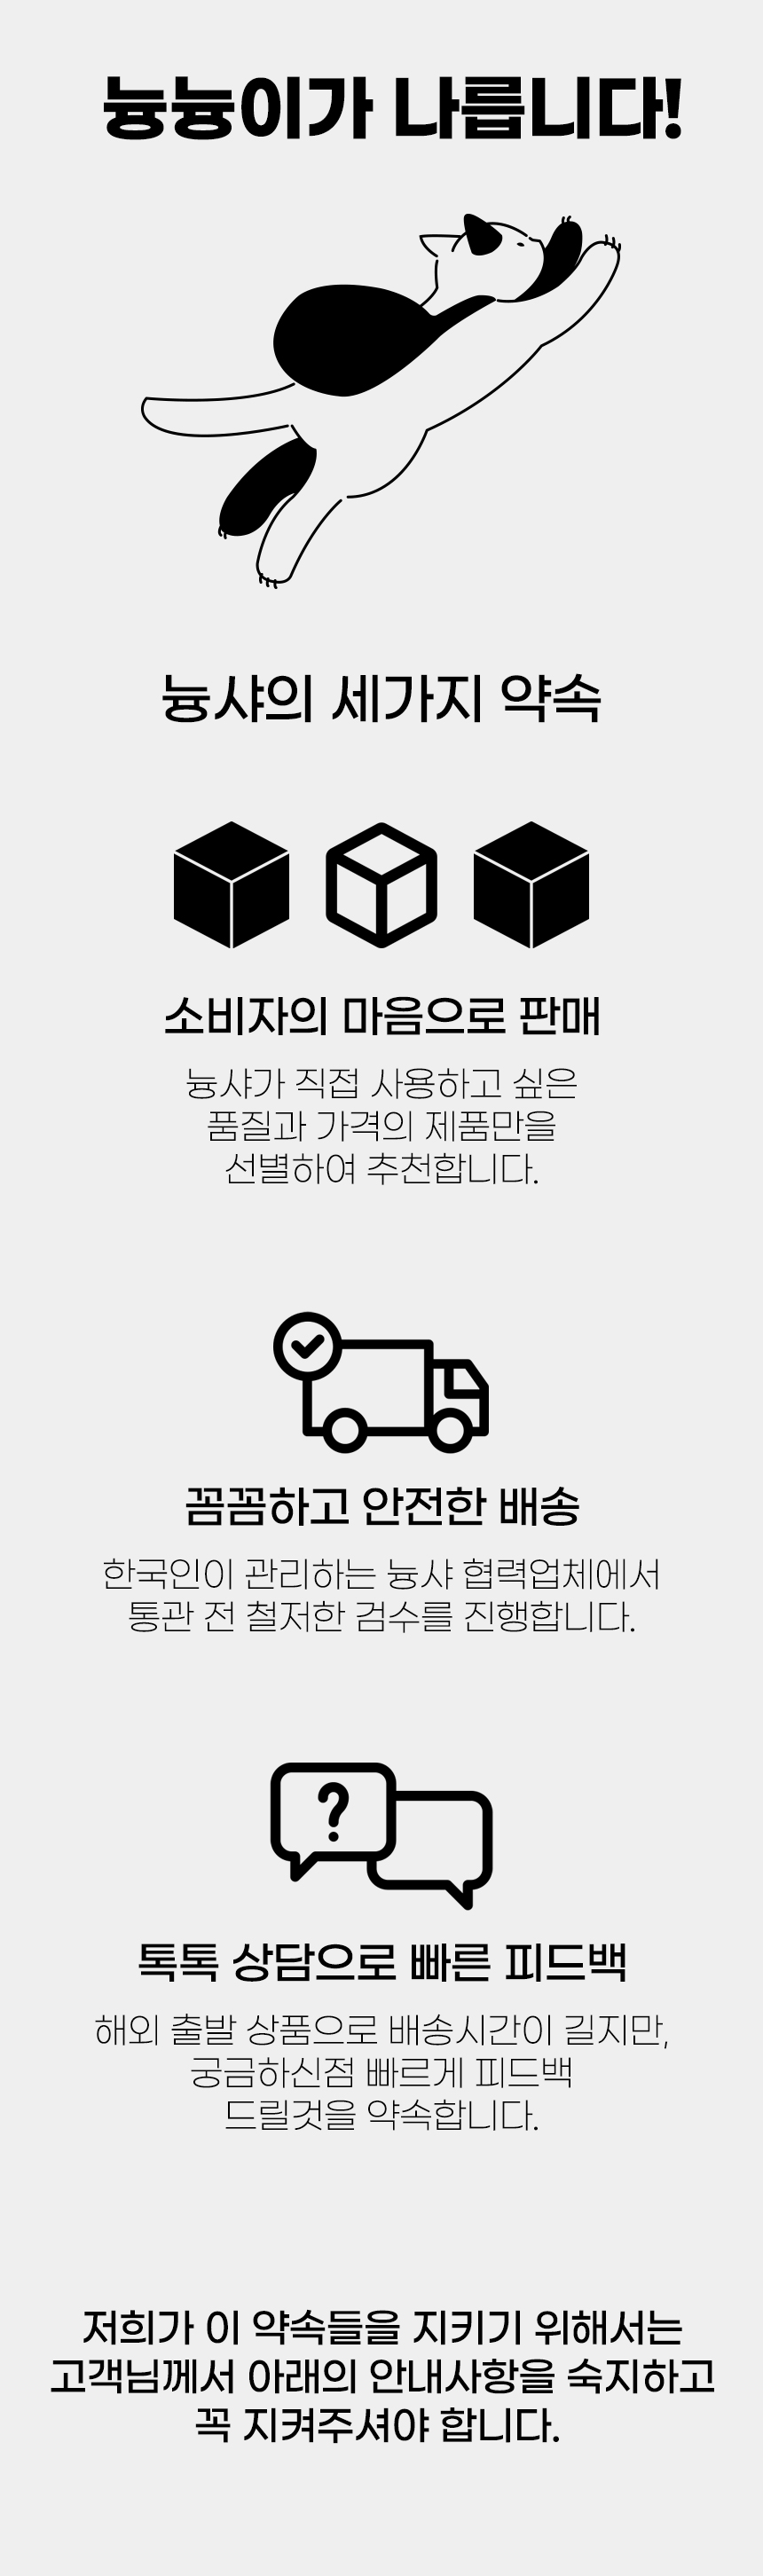 늉늉이가 나릅니다!
늉샤의 세가지 약속
소비자의 마음으로 판매
늉샤가 직접 사용하고 싶은
품질과 가격의 제품만을
선별하여 추천합니다.
꼼꼼하고 안전한 배송
한국인이 관리하는 늉샤 협력업체에서
통관 전 철저한 검수를 진행합니다.
?
톡톡 상담으로 빠른 피드백
해외 출발 상품으로 배송시간이 길지만,
궁금하신점 빠르게 피드백
드릴것을 약속합니다.
저희가 이 약속들을 지키기 위해서는
고객님께서 아래의 안내사항을 숙지하고
꼭 지켜주셔야 합니다.